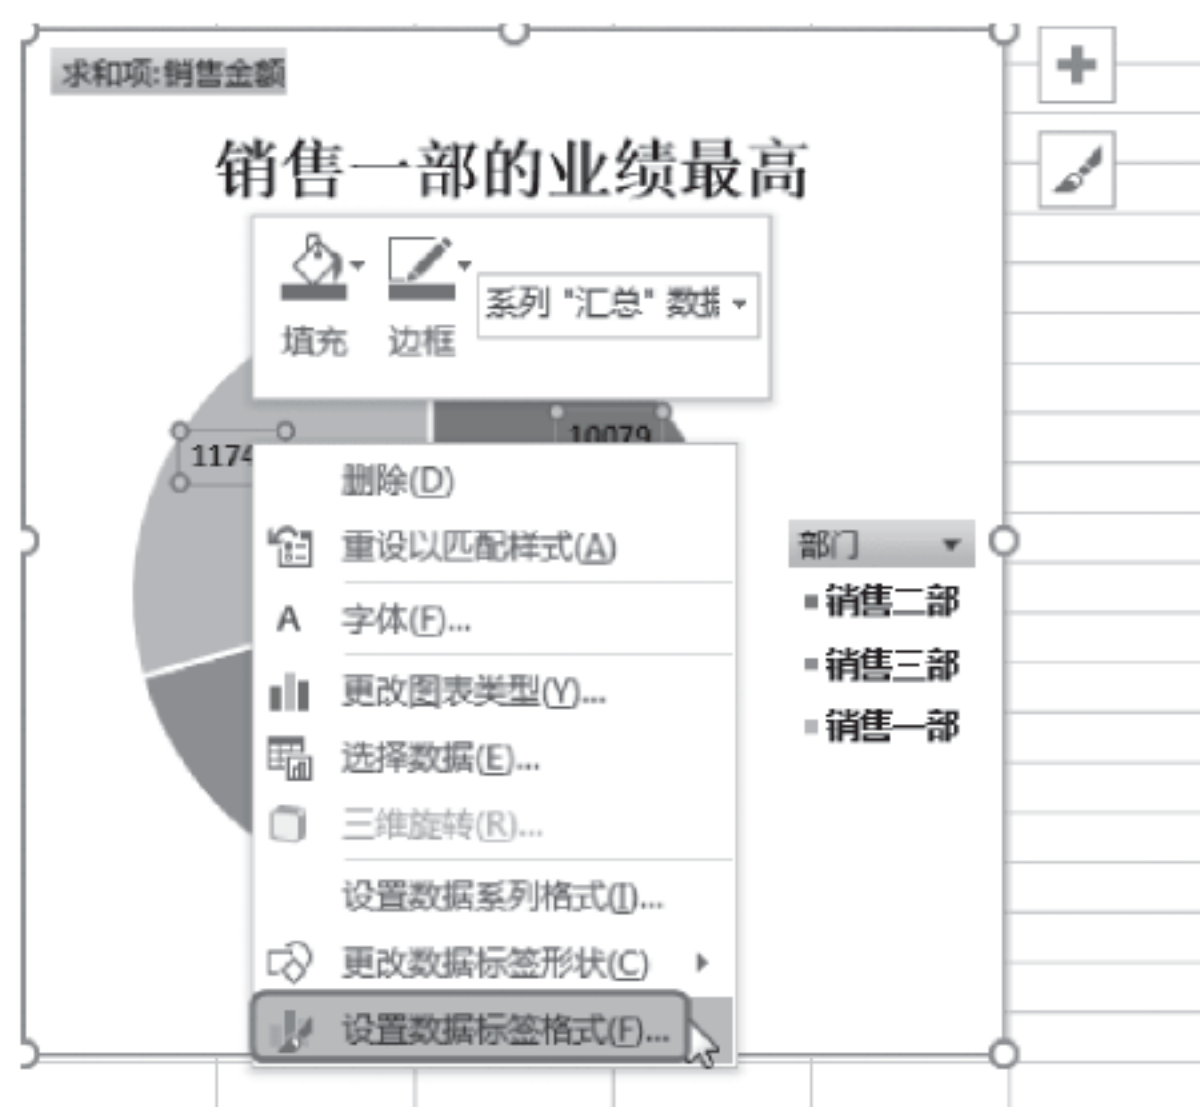 求和项:销售金额
销售一部的业绩最高
填充
边框
系列 "汇总" 数据
1174
10079
删除(D)
重设以匹配样式(A)
字体(F)...
更改图表类型(Y)...
选择数据(E)...
三维旋转(R)...
设置数据系列格式(I)...
更改数据标签形状(C)
设置数据标签格式(F)...
部门
销售二部
销售三部
销售一部